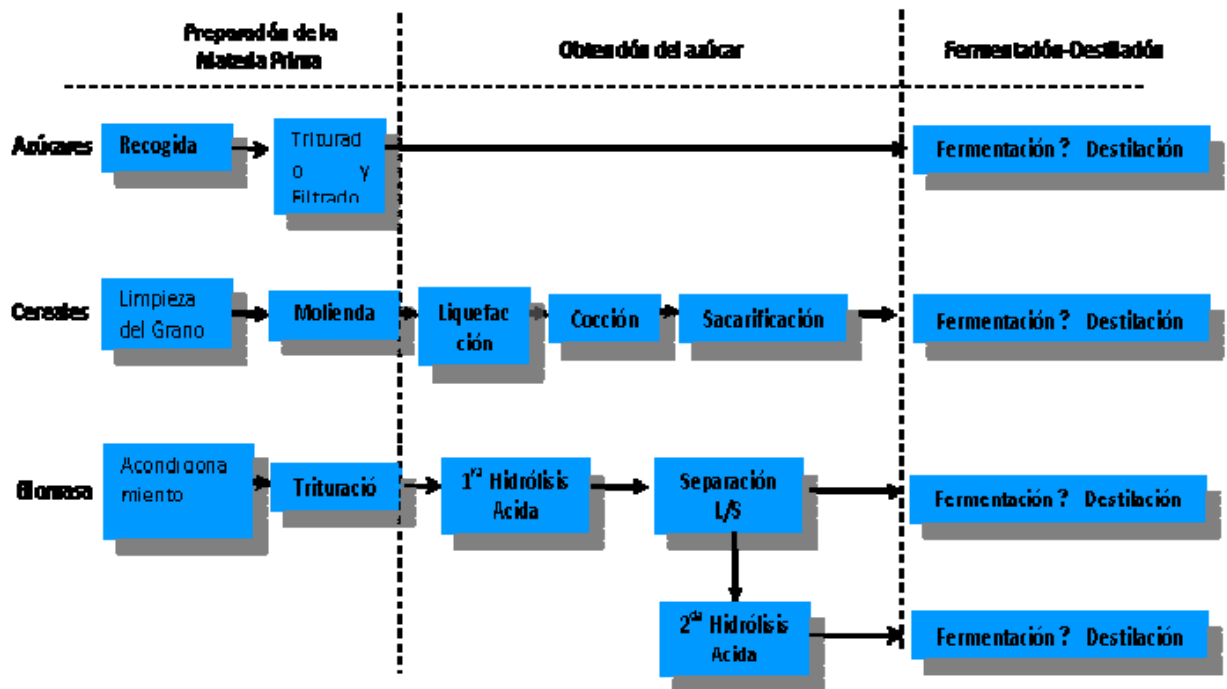 Preparación de la
Materia Prima
Obtención del azúcar
Fermentación-Destilación
Azúcares
Recogida
Triturad
o y
Filtrado
Fermentación ? Destilación
Cereales
Limpieza
del Grano
Molienda
Liquefac
ción
Cocción
Sacarificación
Fermentación ? Destilación
Biomasa
Acondiciona
miento
Trituració
1ra Hidrólisis
Acida
Separación
L/S
Fermentación ? Destilación
2da Hidrólisis
Acida
Fermentación ? Destilación